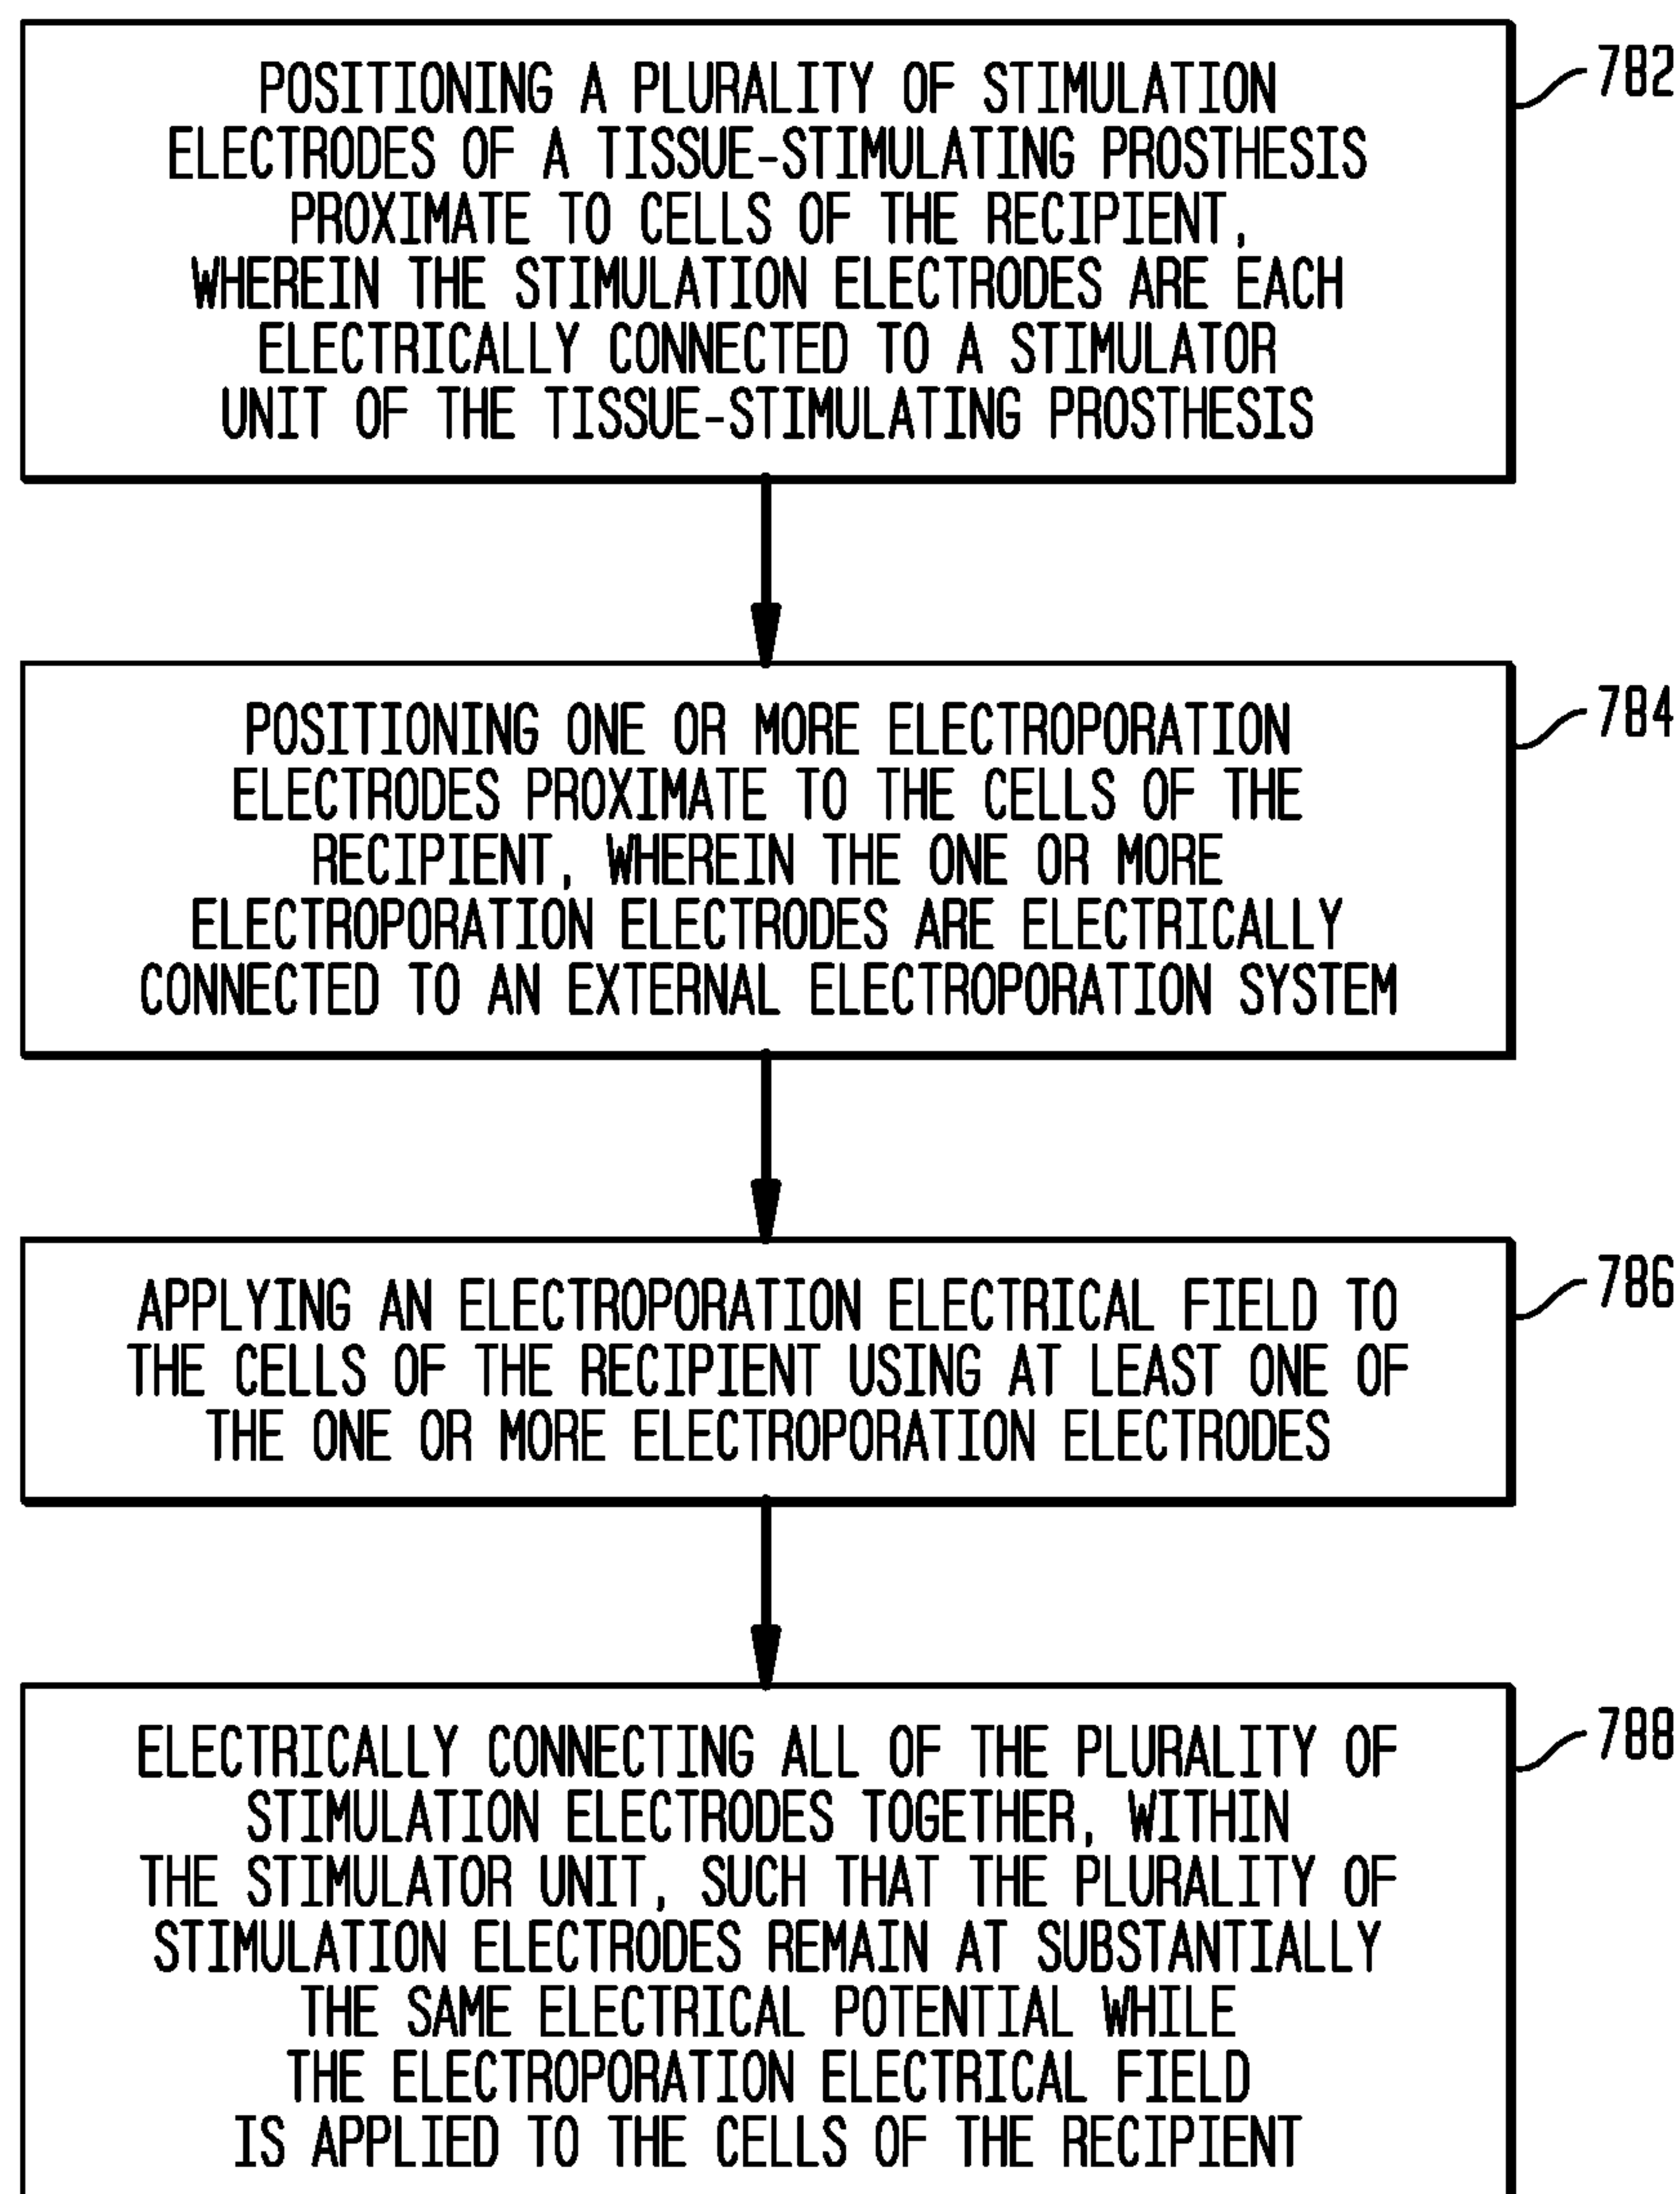 POSITIONING A PLURALITY OF STIMULATION
ELECTRODES OF A TISSUE-STIMULATING PROSTHESIS
PROXIMATE TO CELLS OF THE RECIPIENT,
WHEREIN THE STIMULATION ELECTRODES ARE EACH
ELECTRICALLY CONNECTED TO A STIMULATOR
UNIT OF THE TISSUE-STIMULATING PROSTHESIS
782
POSITIONING ONE OR MORE ELECTROPORATION
ELECTRODES PROXIMATE TO THE CELLS OF THE
RECIPIENT, WHEREIN THE ONE OR MORE
ELECTROPORATION ELECTRODES ARE ELECTRICALLY
CONNECTED TO AN EXTERNAL ELECTROPORATION SYSTEM
784
APPLYING AN ELECTROPORATION ELECTRICAL FIELD TO
THE CELLS OF THE RECIPIENT USING AT LEAST ONE OF
THE ONE OR MORE ELECTROPORATION ELECTRODES
786
ELECTRICALLY CONNECTING ALL OF THE PLURALITY OF
STIMULATION ELECTRODES TOGETHER, WITHIN
THE STIMULATOR UNIT, SUCH THAT THE PLURALITY OF
STIMULATION ELECTRODES REMAIN AT SUBSTANTIALLY
THE SAME ELECTRICAL POTENTIAL WHILE
THE ELECTROPORATION ELECTRICAL FIELD
IS APPLIED TO THE CELLS OF THE RECIPIENT
788